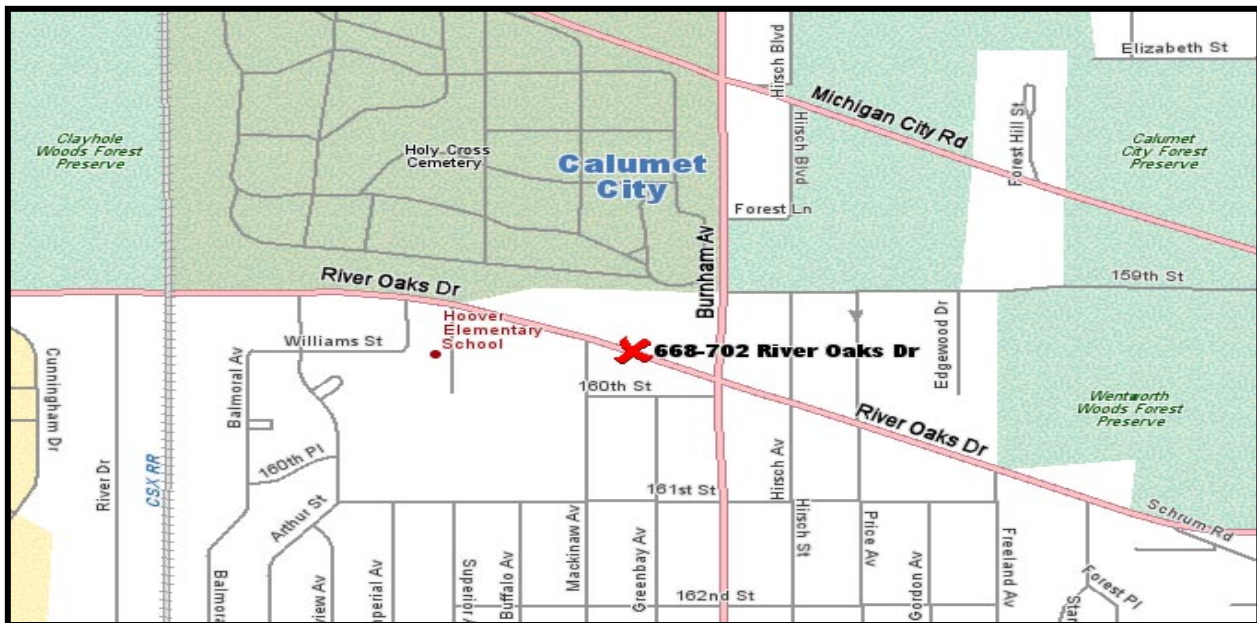 Elizabeth St
Hirsch Blvd
Michigan City Rd
Forest Hill St
Clayhole
Woods Forest
Preserve
Holy Cross
Cemetery
Calumet
City
Hirsch Blvd
Calumet
City Forest
Preserve
Forest Ln
Burnham Av
River Oaks Dr
159th St
Hoover
Elementary
School
Williams St
668-702 River Oaks Dr
Edgewood Dr
Cunningham Dr
Balmoral Av
160th St
Wentworth
Woods Forest
Preserve
River Oaks Dr
160th Pl
Hirsch Av
River Dr
CSX RR
161st St
Arthur St
Schrum Rd
Hirsch St
Price Av
Freeland Av
Mackinaw Av
Greenbay Av
Superior A
Buffalo Av
Gordon Av
Balmora
view Av
perial Av
162nd St
Forest Pl
Star